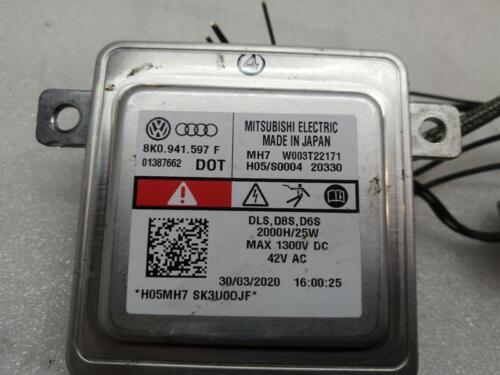 4
8K0.941.597 F
01387662 DOT
MITSUBISHI ELECTRIC
MADE IN JAPAN
MH7 W003T22171
H05/S0004 20330
DLS,D8S,D6S
2000H/25W
MAX 1300V DC
42V AC
30/03/2020 16:00:25
*H05MH7 SK3U00JF*